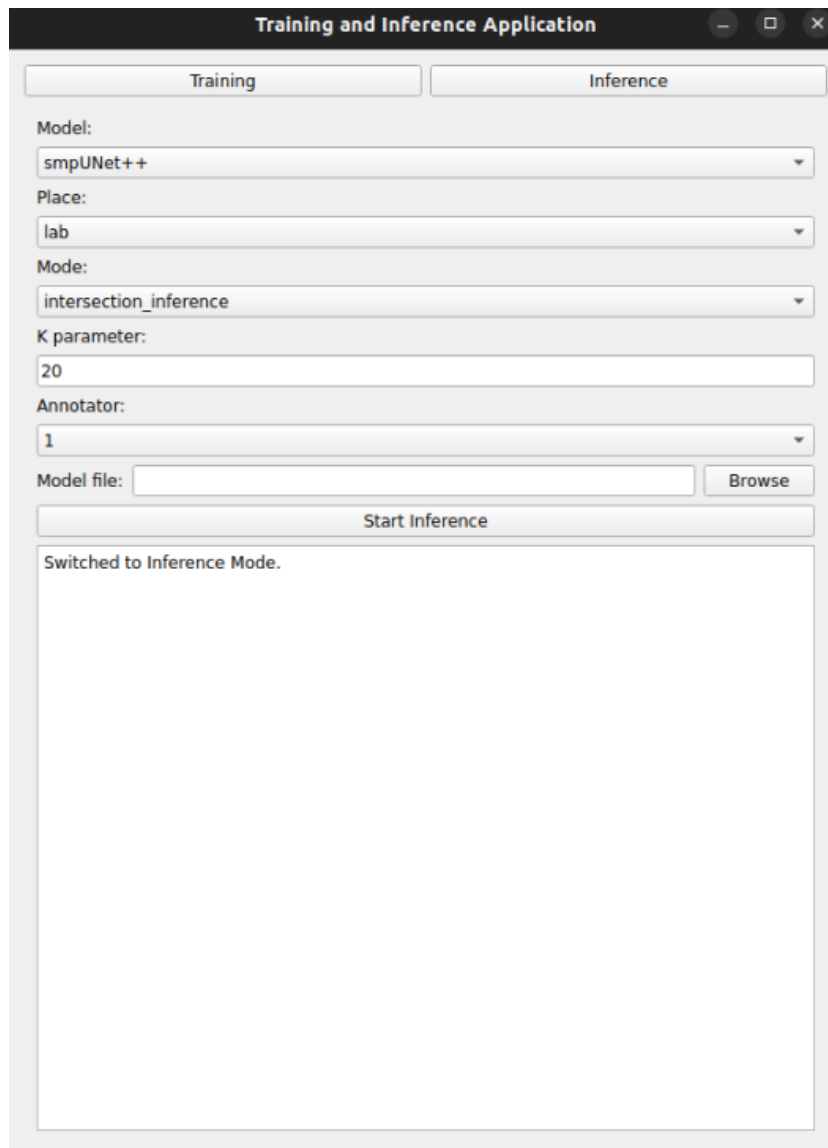 Training and Inference Application
Training Inference
Model:
smpUNet++
Place:
lab
Mode:
intersection_inference
K parameter:
20
Annotator:
1
Model file: Browse
Start Inference
Switched to Inference Mode.